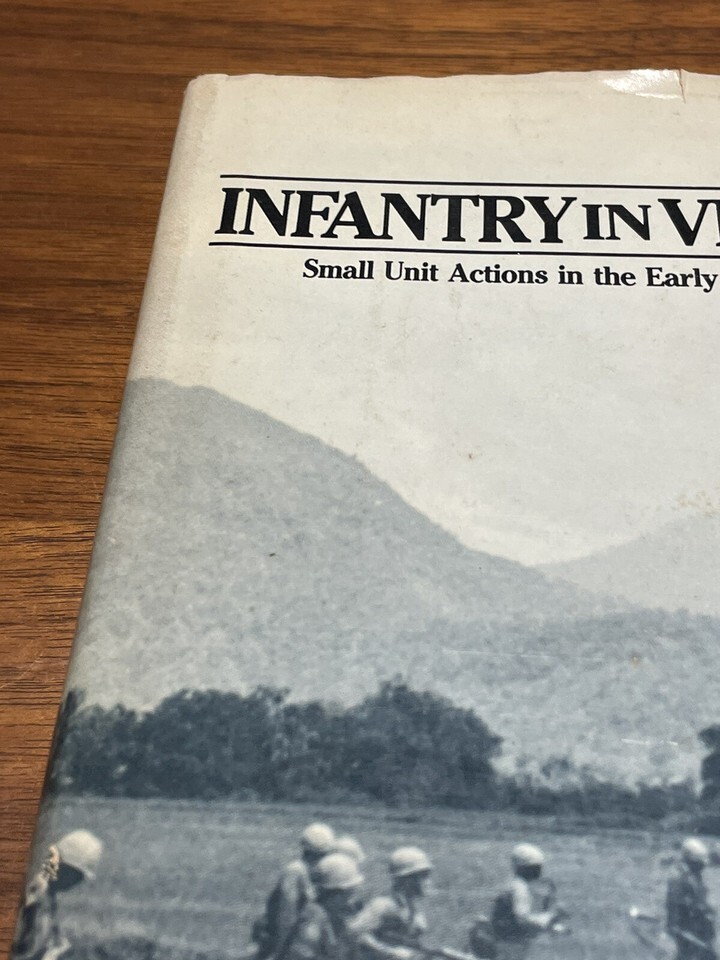 INFANTRY IN
Small Unit Actions in the Early